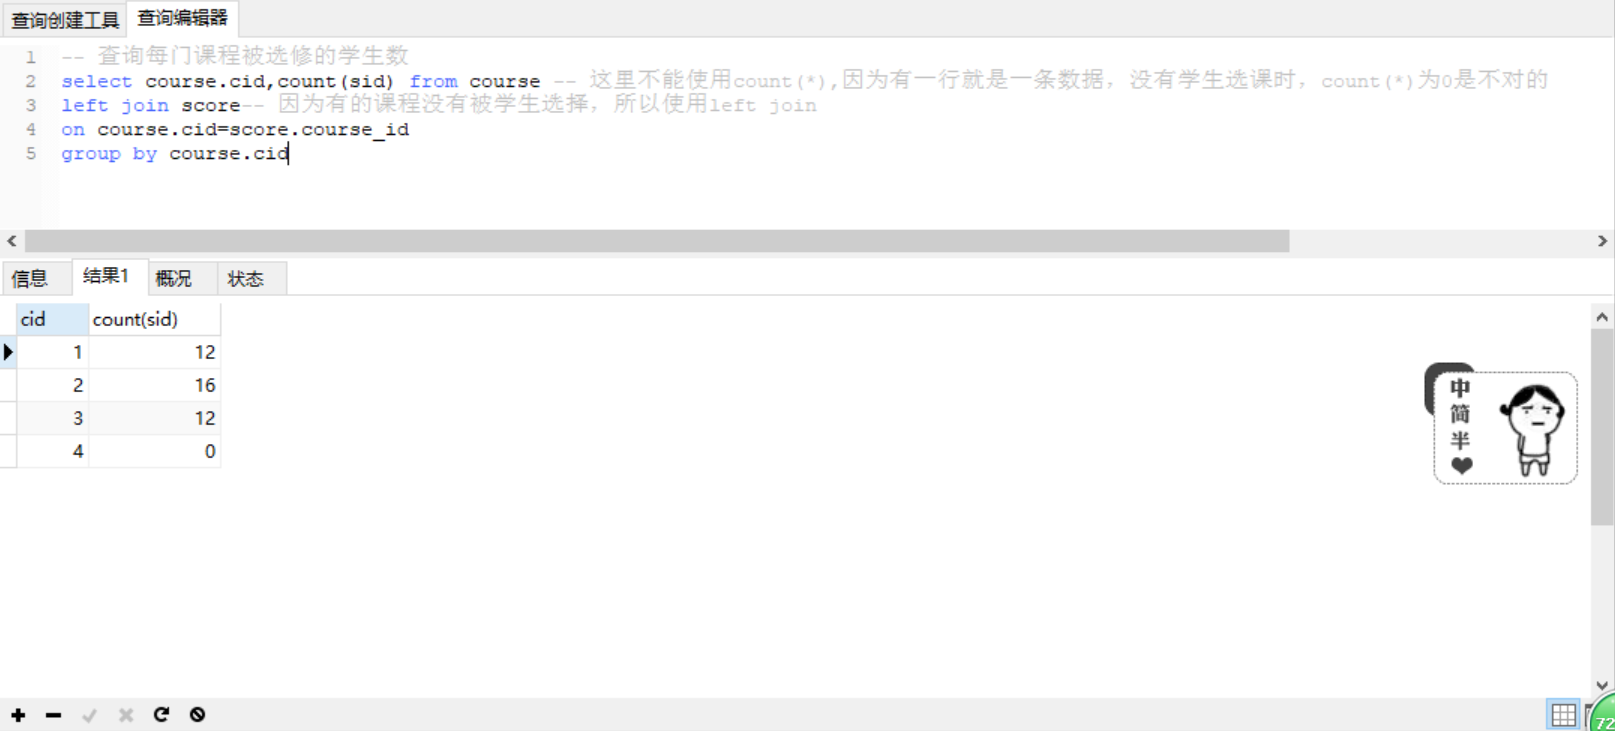 查询创建工具 查询编辑器
1 -- 查询每门课程被选修的学生数
2 select course.cid,count(sid) from course -- 这里不能使用count(*),因为有一行就是一条数据，没有学生选课时，count(*)为0是不对的
3 left join score-- 因为有的课程没有被学生选择，所以使用left join
4 on course.cid=score.course_id
5 group by course.cid
信息 结果1 概况 状态
cid count(sid)
1 12
2 16
3 12
4 0
中
简
半
72